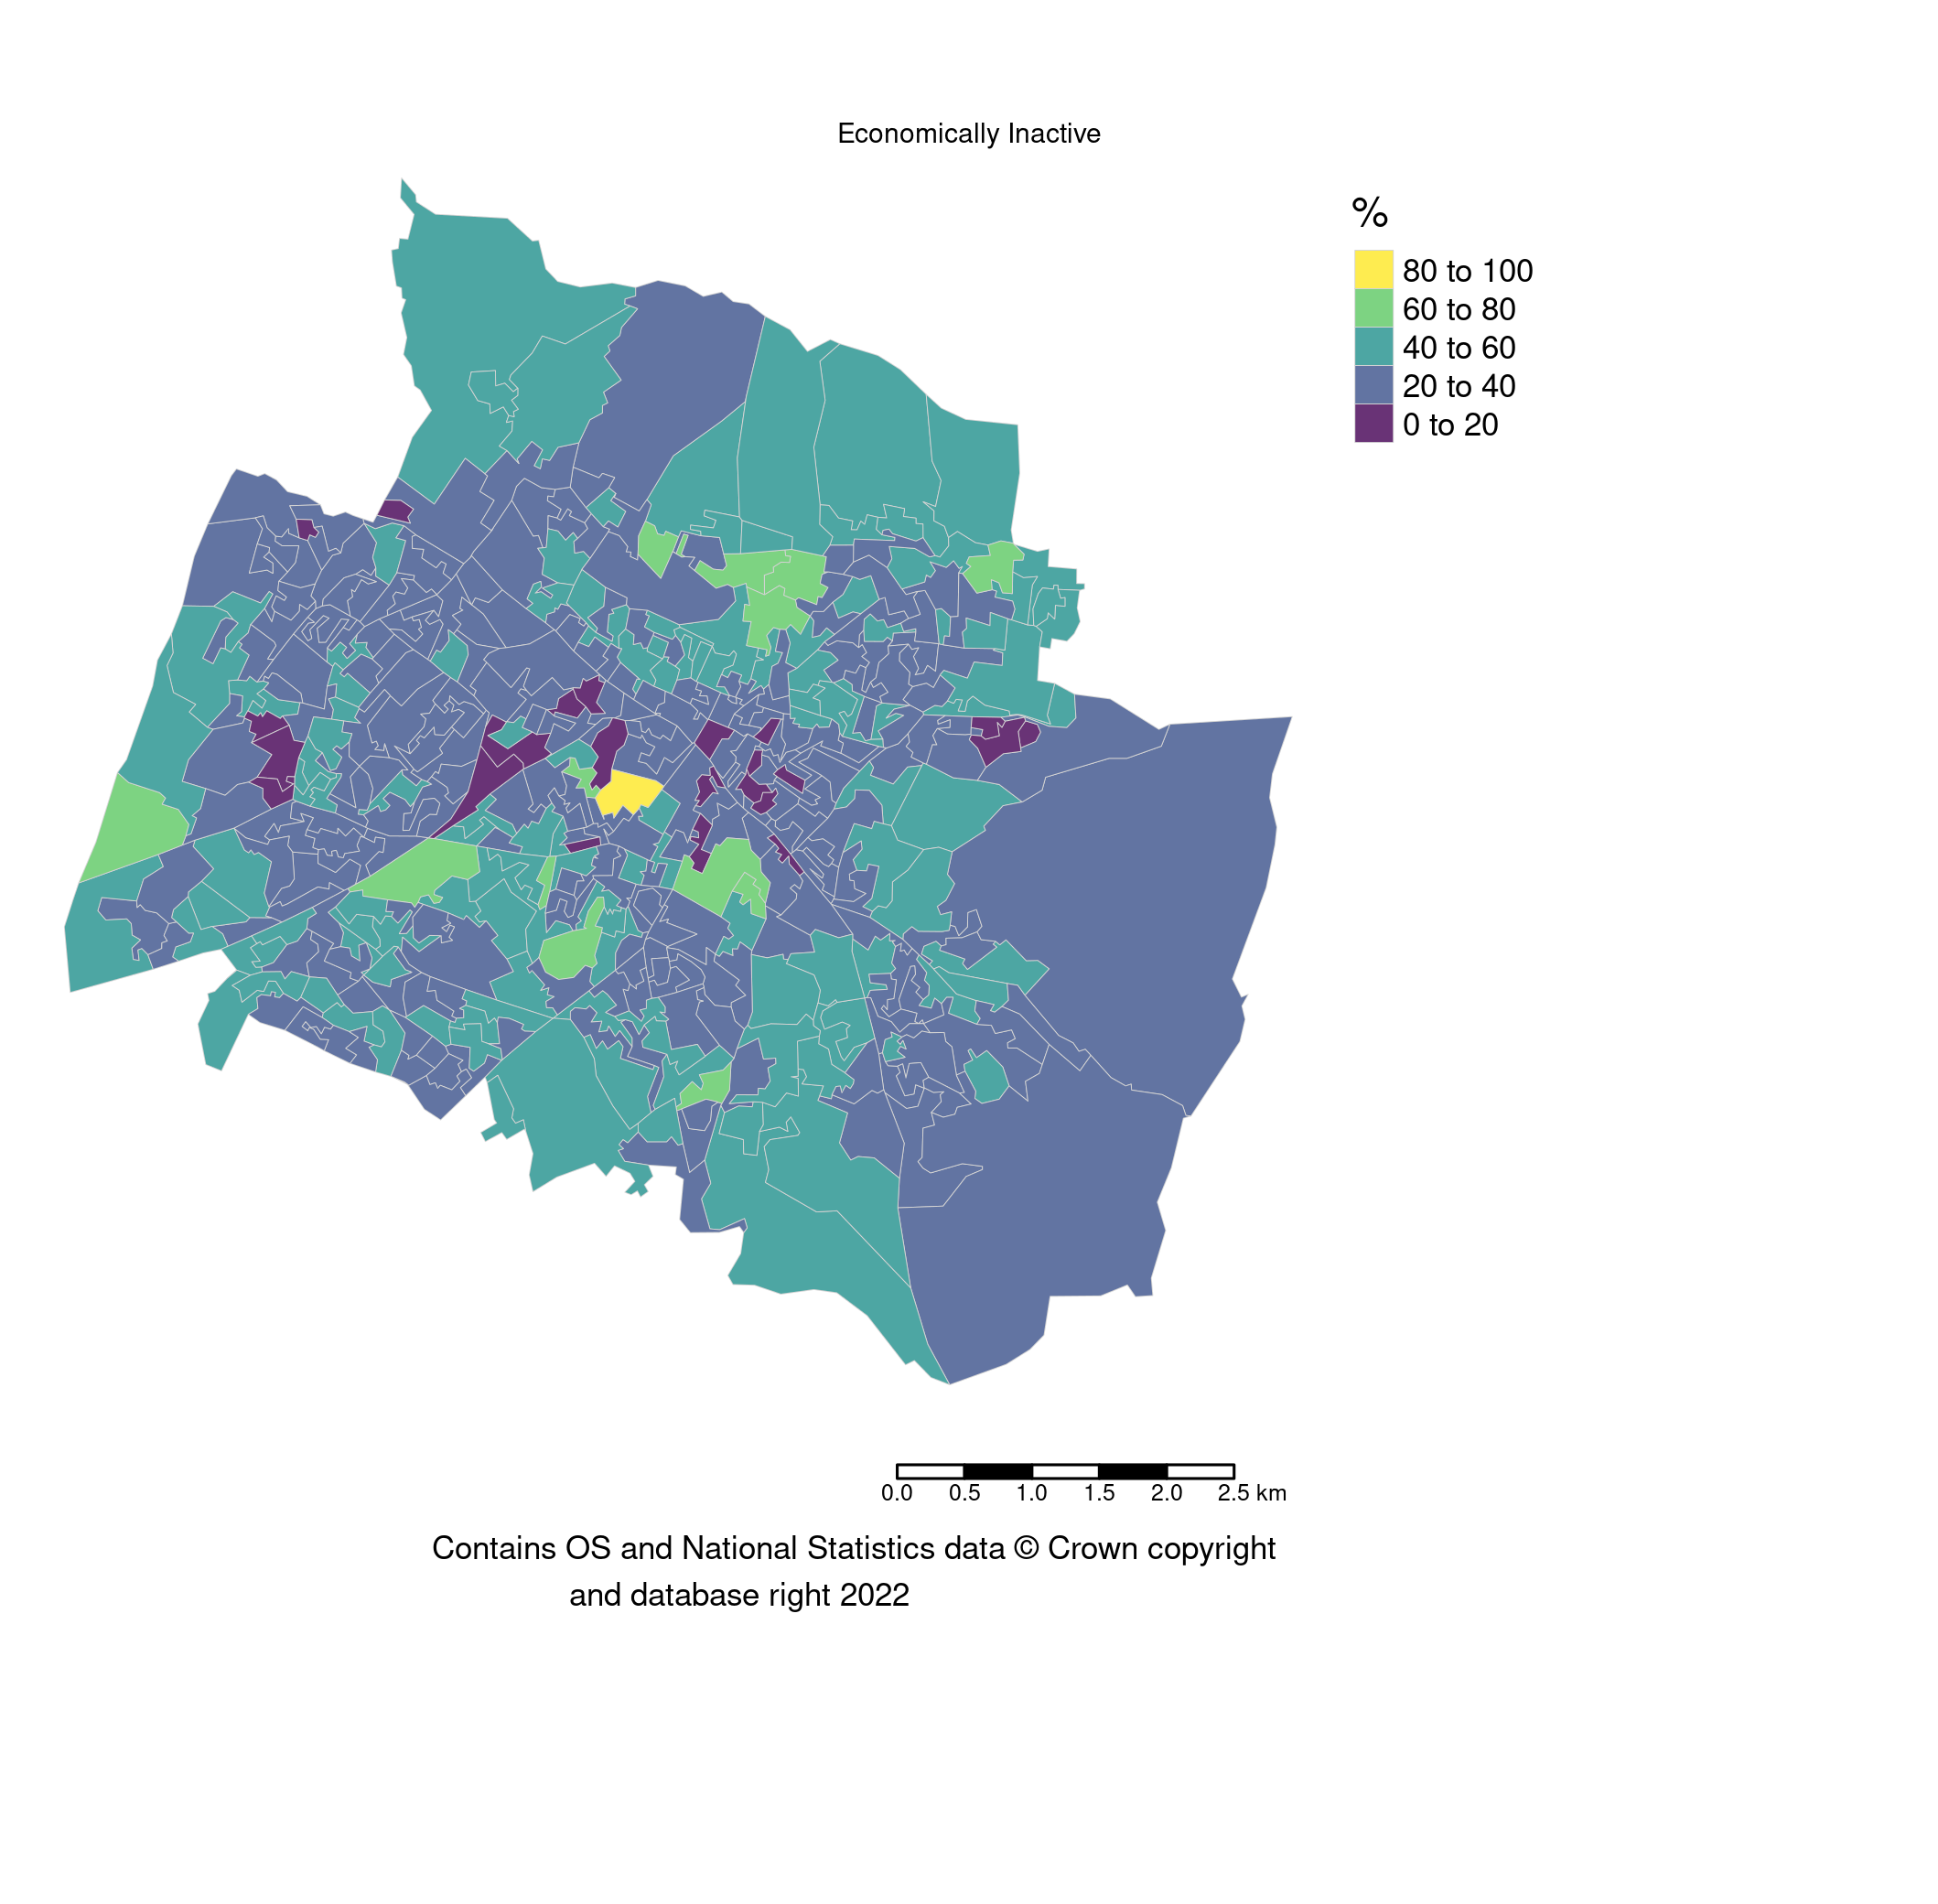 Economically Inactive
%
80 to 100
60 to 80
40 to 60
20 to 40
0 to 20
0.0 0.5 1.0 1.5 2.0 2.5 km
Contains OS and National Statistics data © Crown copyright
and database right 2022